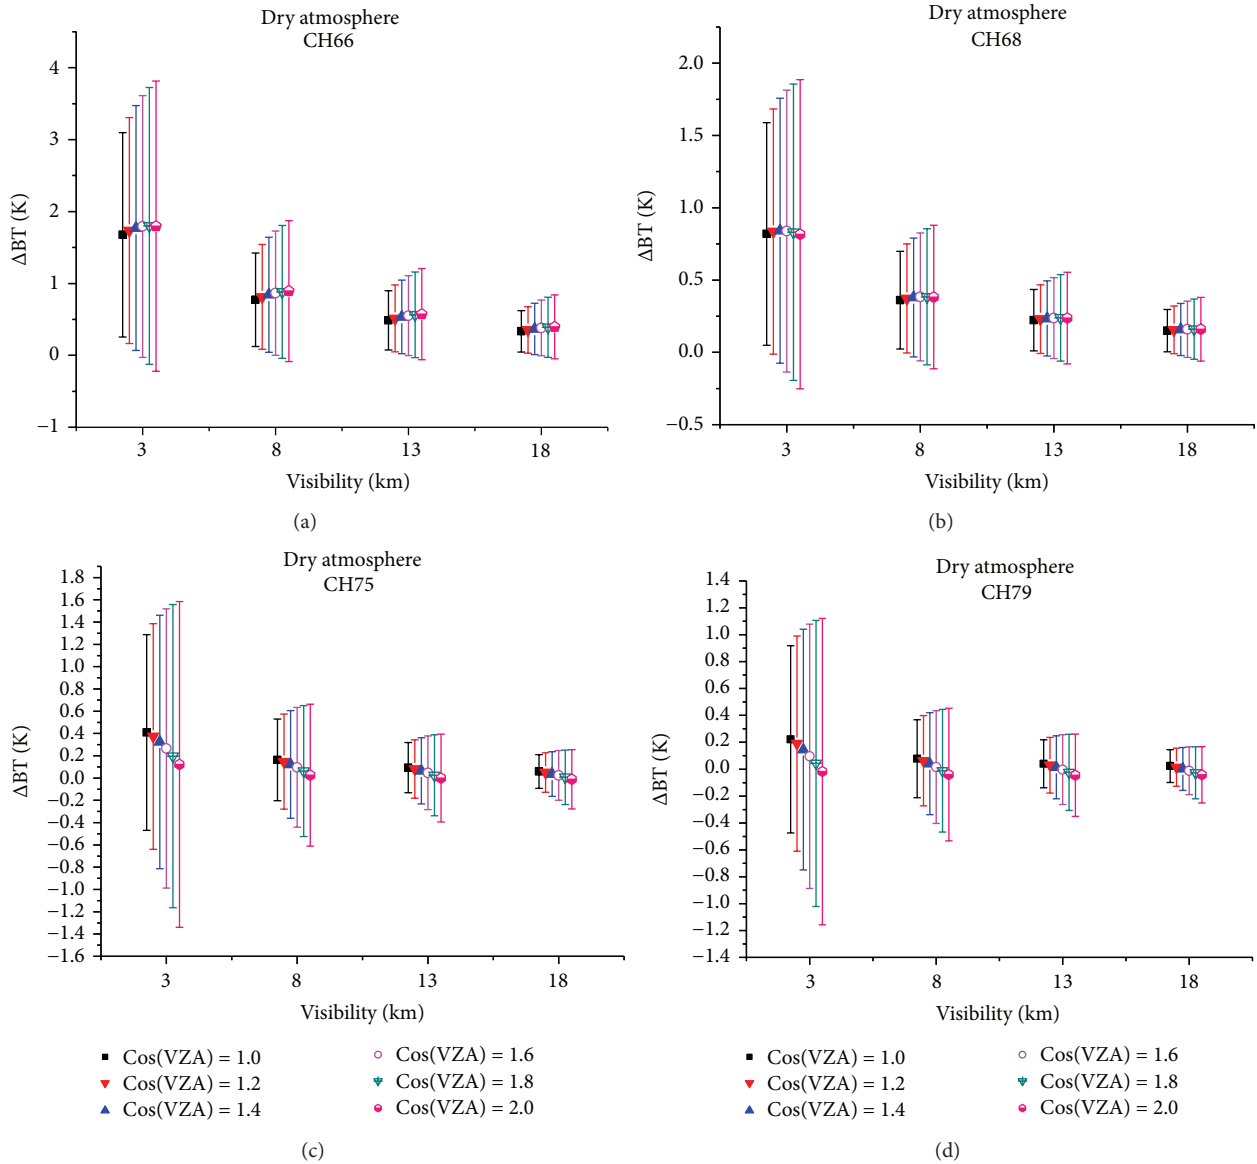 Dry atmosphere
CH66
4
3
2
1
0
−1
ΔBT (K)
3
8
13
18
Visibility (km)
(a)
Dry atmosphere
CH68
2.0
1.5
1.0
0.5
0.0
−0.5
ΔBT (K)
3
8
13
18
Visibility (km)
(b)
Dry atmosphere
CH75
1.8
1.6
1.4
1.2
1.0
0.8
0.6
0.4
0.2
0.0
−0.2
−0.4
−0.6
−0.8
−1.0
−1.2
−1.4
−1.6
ΔBT (K)
3
8
13
18
Visibility (km)
Cos(VZA) = 1.0
Cos(VZA) = 1.2
Cos(VZA) = 1.4
Cos(VZA) = 1.6
Cos(VZA) = 1.8
Cos(VZA) = 2.0
(c)
Dry atmosphere
CH79
1.4
1.2
1.0
0.8
0.6
0.4
0.2
0.0
−0.2
−0.4
−0.6
−0.8
−1.0
−1.2
−1.4
ΔBT (K)
3
8
13
18
Visibility (km)
Cos(VZA) = 1.0
Cos(VZA) = 1.2
Cos(VZA) = 1.4
Cos(VZA) = 1.6
Cos(VZA) = 1.8
Cos(VZA) = 2.0
(d)